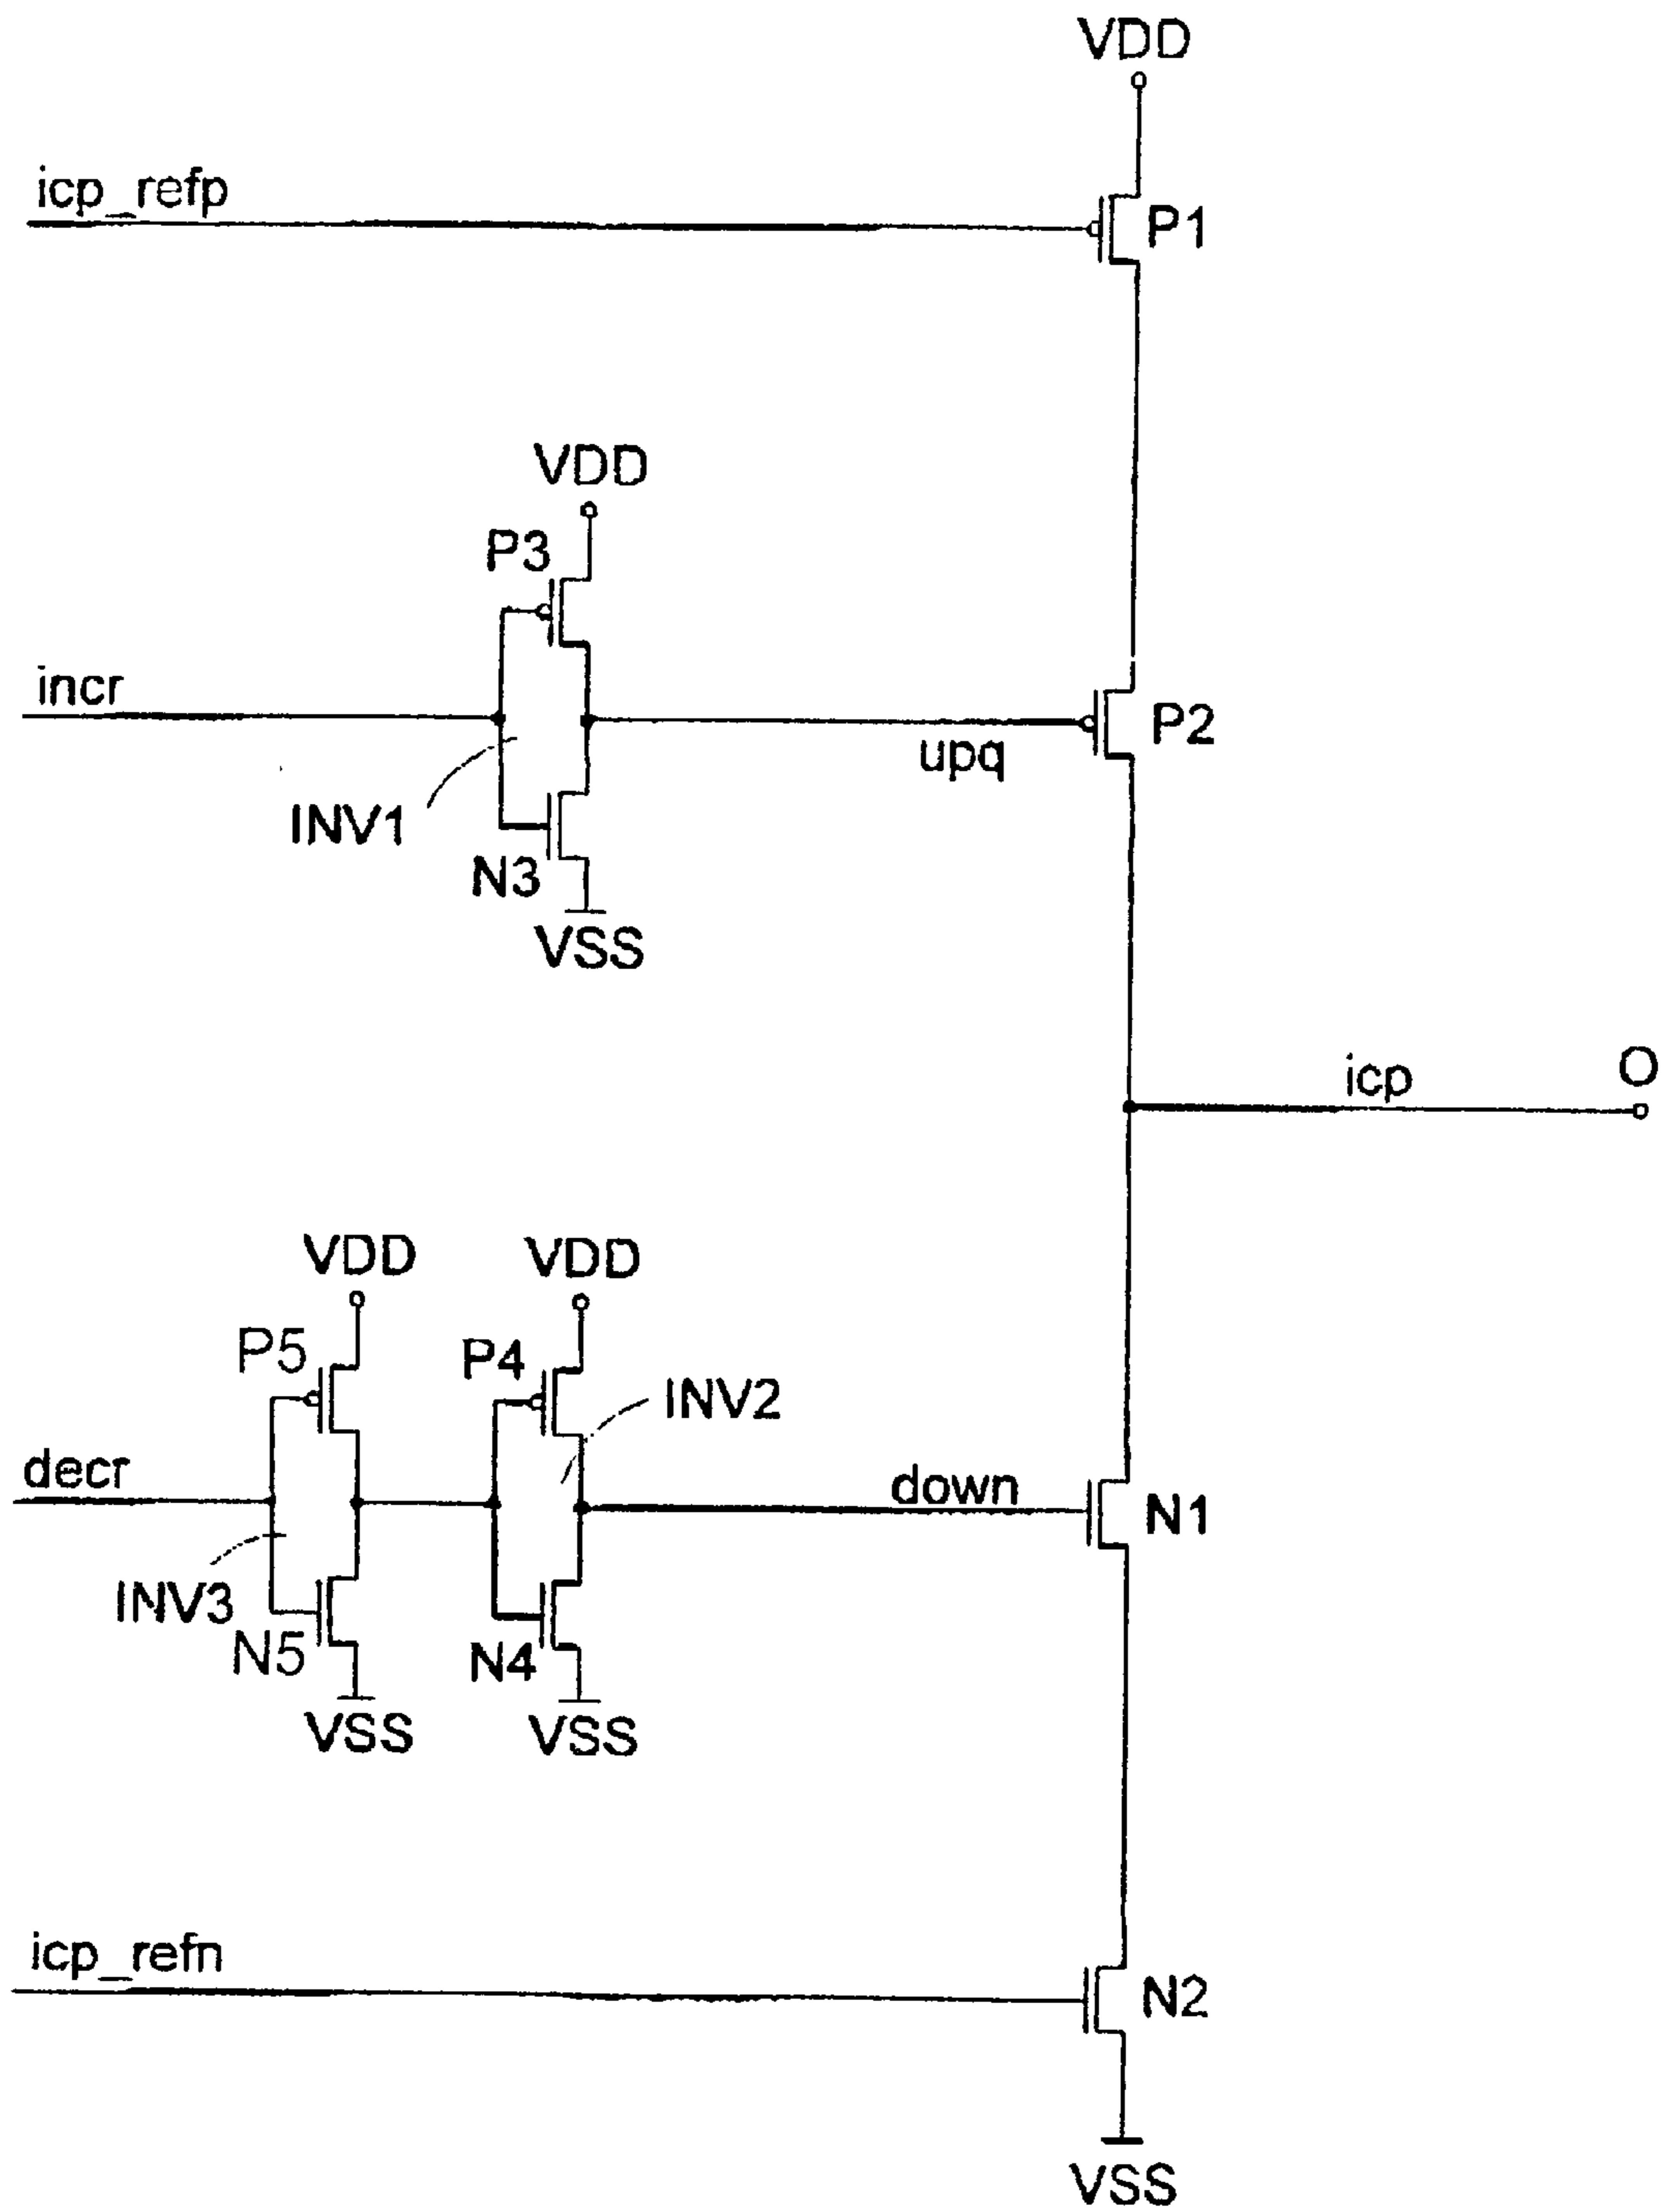 VDD
icp_refp
P1
VDD
P3
incr
upq
P2
INV1
N3
VSS
icp
O
VDD
VDD
P5
P4
INV2
decr
down
N1
INV3
N5
N4
VSS
VSS
icp_refn
N2
VSS